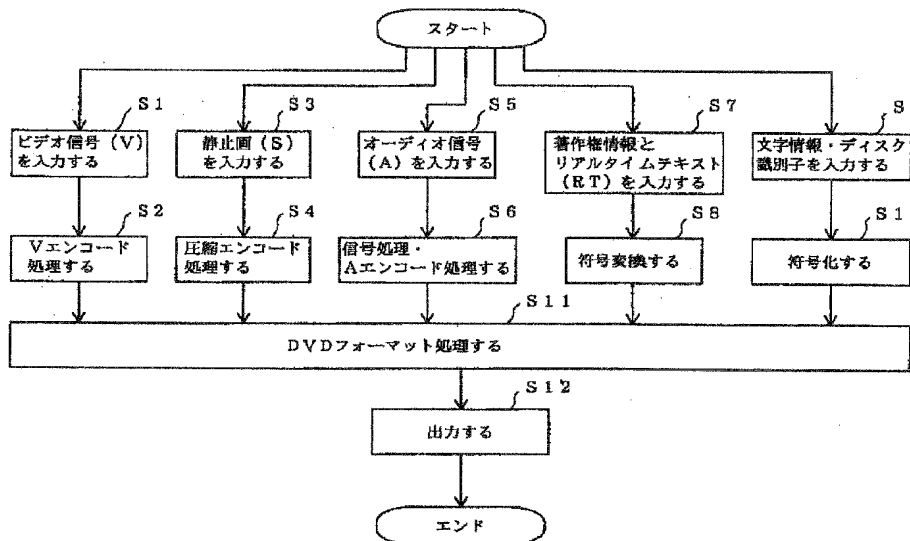 スタート
S1
S3
S5
S7
S
ビデオ信号(V)
を入力する
静止画(S)
を入力する
オーディオ信号
(A)を入力する
著作権情報と
リアルタイムテキスト
(RT)を入力する
文字情報・ディスク
識別子を入力する
S2
S4
S6
S8
S1
Vエンコード
処理する
圧縮エンコード
処理する
信号処理・
Aエンコード処理する
符号変換する
符号化する
S11
DVDフォーマット処理する
S12
出力する
エンド